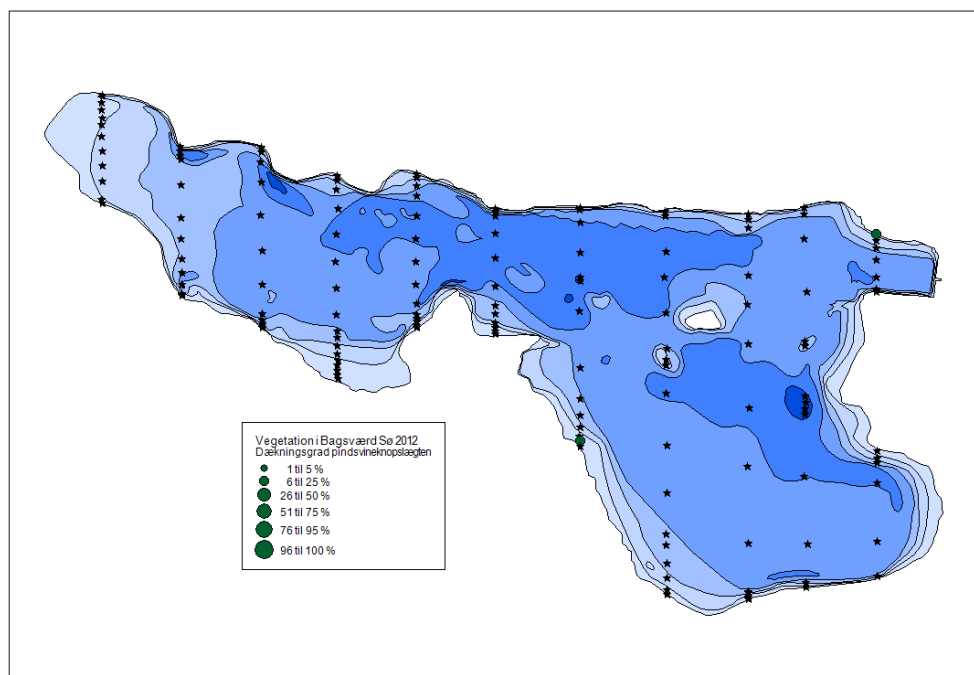 Vegetation i Bagsværd Sø 2012
Dækningsgrad pindsvineknopslægten
1 til 5 %
6 til 25 %
26 til 50 %
51 til 75 %
76 til 95 %
96 til 100 %